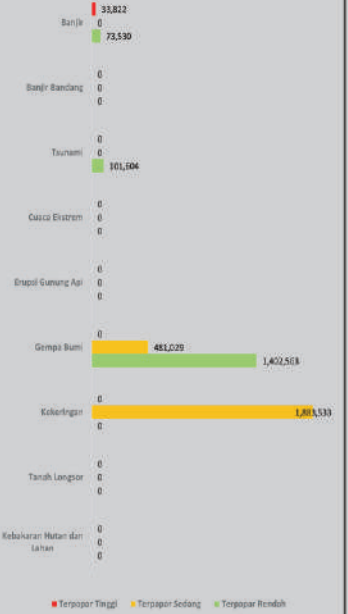 33,822
Banjir 0
73,530
0
Banjir Bandang 0
0
0
Tsunami 0
101,604
0
Cuaca Ekstrem 0
0
0
Erupsi Gunung Api 0
0
0
Gempa Bumi 481,029
1,402,503
0
Kekeringan 1,883,533
0
0
Tanah Longsor 0
0
0
Kebakaran Hutan dan 0
Lahan
0
Terpapar Tinggi Terpapar Sedang Terpapar Rendah